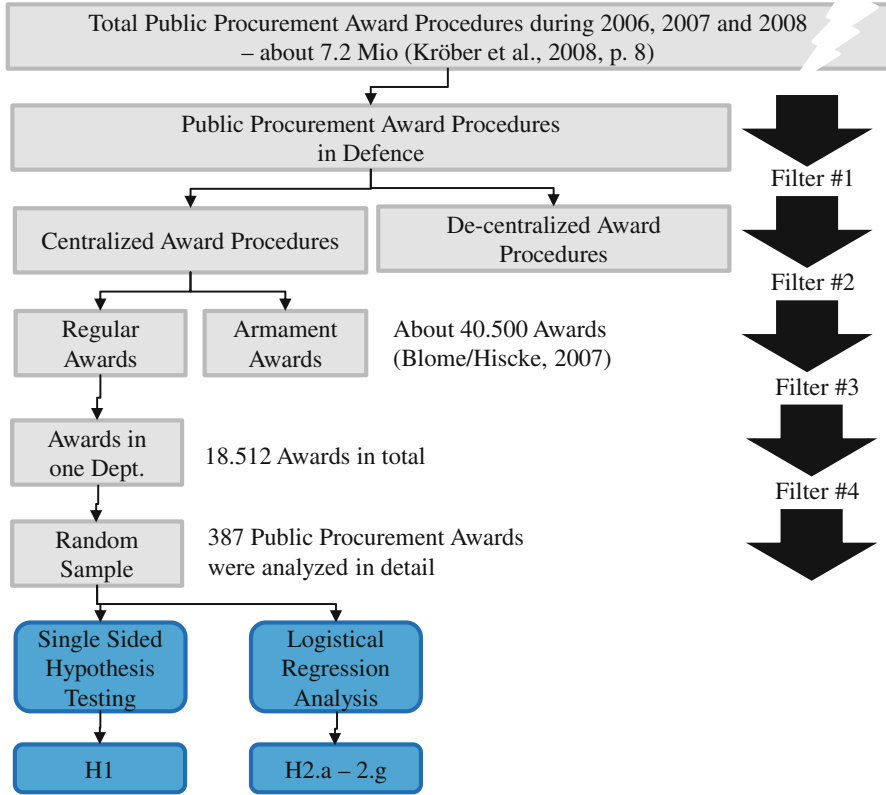 Total Public Procurement Award Procedures during 2006, 2007 and 2008
– about 7.2 Mio (Kröber et al., 2008, p. 8)
Public Procurement Award Procedures
in Defence
Filter #1
Centralized Award Procedures
De-centralized Award
Procedures
Filter #2
Regular
Awards
Armament
Awards
About 40.500 Awards
(Blome/Hiscke, 2007)
Filter #3
Awards in
one Dept.
18.512 Awards in total
Filter #4
Random
Sample
387 Public Procurement Awards
were analyzed in detail
Single Sided
Hypothesis
Testing
Logistical
Regression
Analysis
H1
H2.a – 2.g